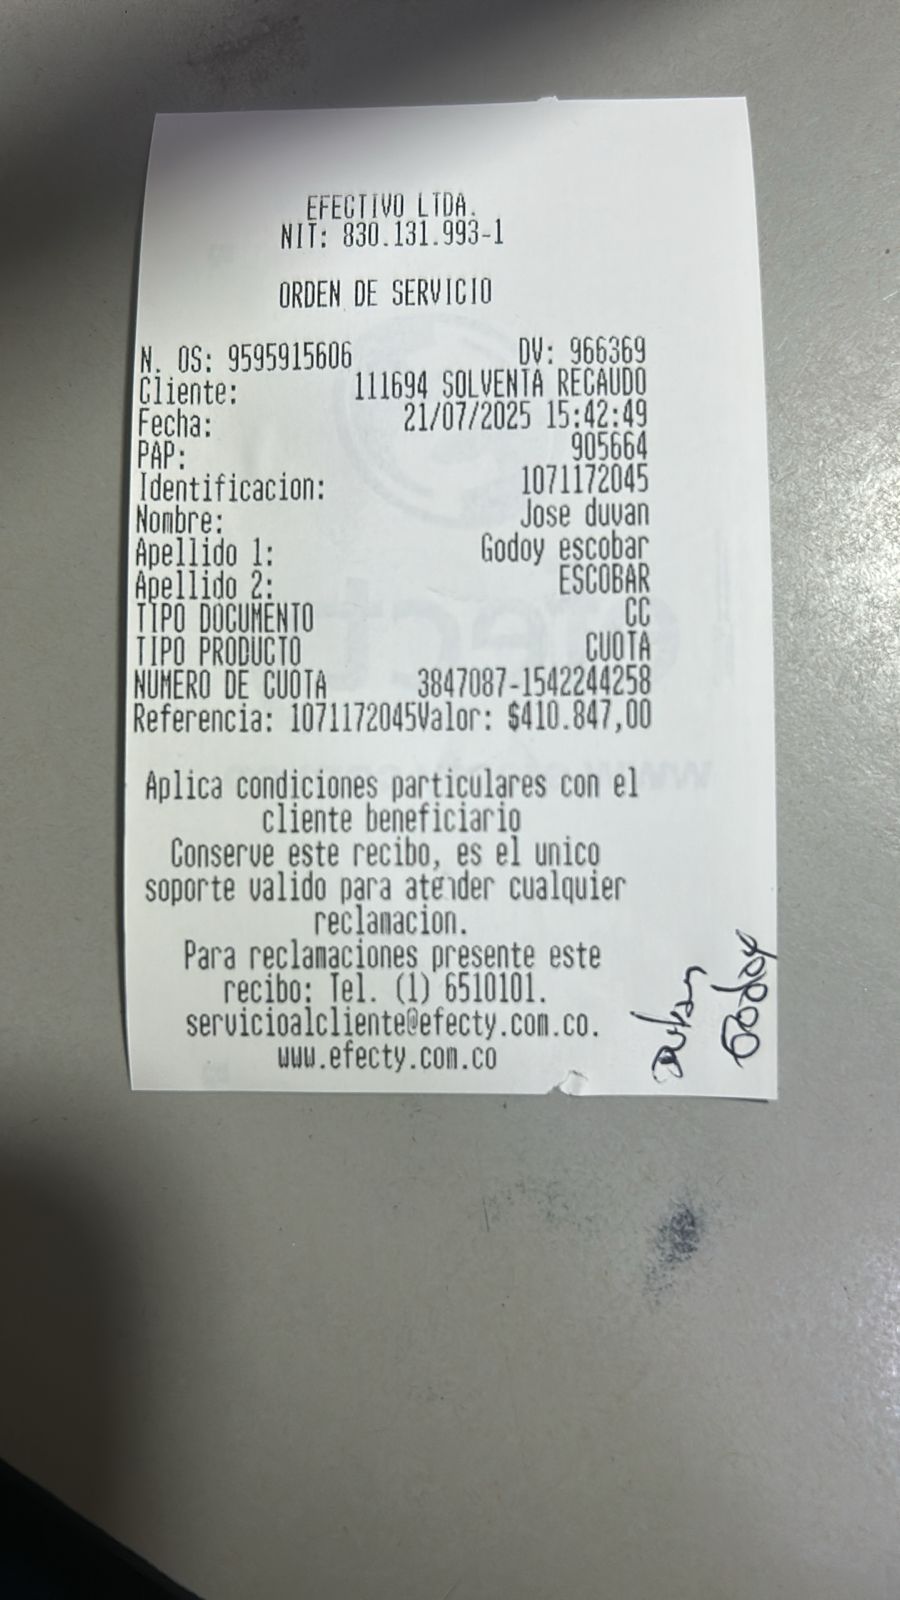 EFECTIVO LTDA.
NIT: 830.131.993-1
ORDEN DE SERVICIO
N. OS: 9595915606 DV: 966369
Cliente: 111694 SOLVENTA RECAUDO
Fecha: 21/07/2025 15:42:49
PAP: 905664
Identificacion: 1071172045
Nombre: Jose duvan
Apellido 1: Godoy escobar
Apellido 2: ESCOBAR
TIPO DOCUMENTO CC
TIPO PRODUCTO CUOTA
NUMERO DE CUOTA 3847087-1542244258
Referencia: 1071172045Valor: $410.847,00
Aplica condiciones particulares con el
cliente beneficiario
Conserve este recibo, es el unico
soporte valido para atender cualquier
reclamacion.
Para reclamaciones presente este
recibo: Tel. (1) 6510101.
servicioalcliente@efecty.com.co.
www.efecty.com.co
Godoy